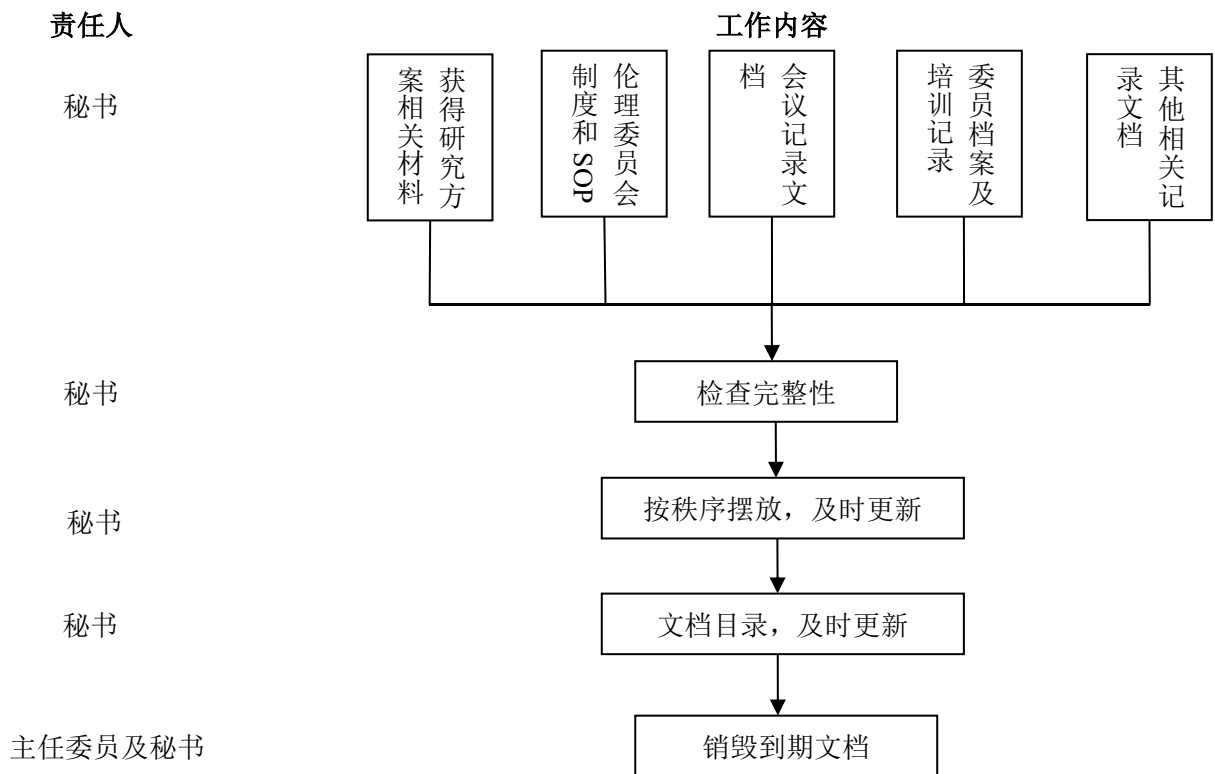 责任人
工作内容
秘书
获得研究方
案相关材料
伦理委员会
制度和 SOP
会议记录文
档
委员档案及
培训记录
其他相关记
录文档
秘书
检查完整性
秘书
按秩序摆放，及时更新
秘书
文档目录，及时更新
主任委员及秘书
销毁到期文档